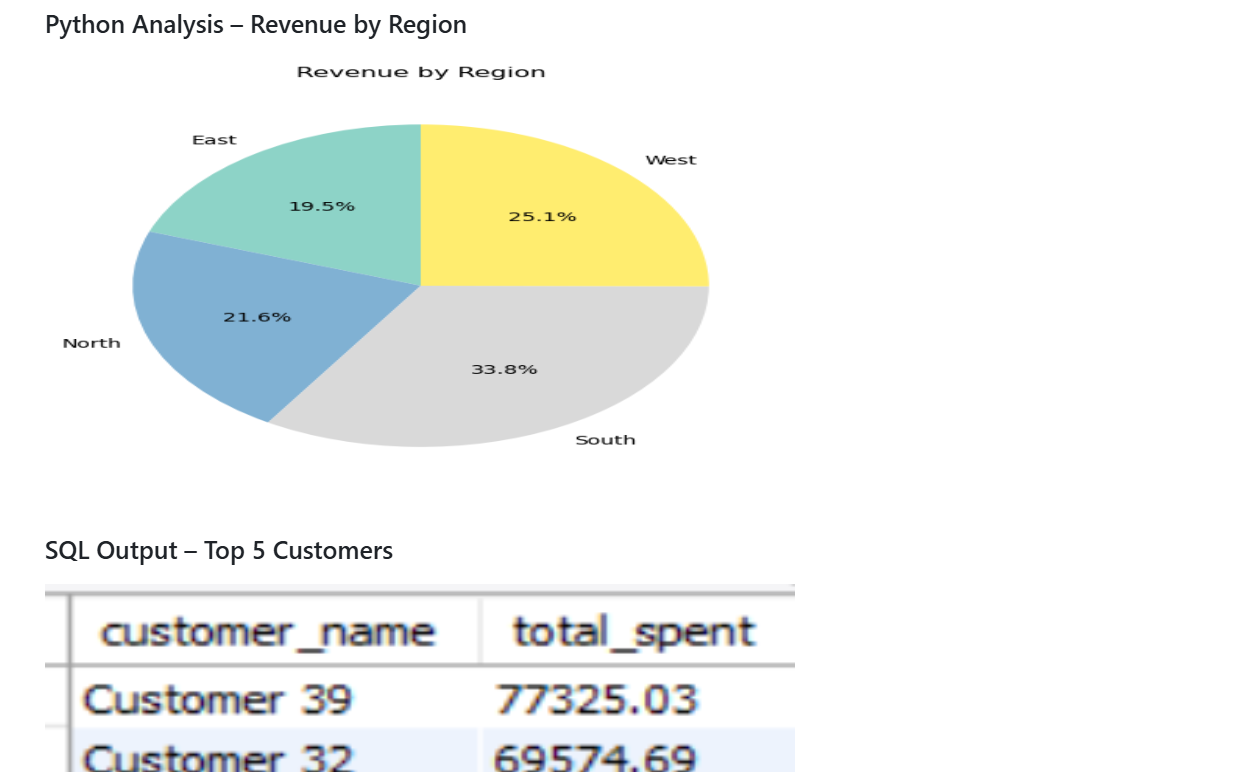 Python Analysis – Revenue by Region
Revenue by Region
East
West
19.5%
25.1%
21.6%
North
33.8%
South
SQL Output – Top 5 Customers
customer_name total_spent
Customer 39 77325.03
Customer 32 69574.69